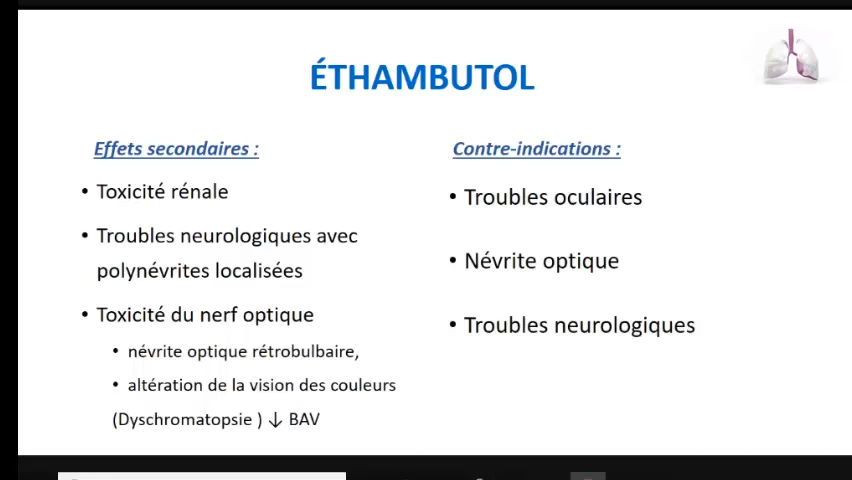 ÉTHAMBUTOL
Effets secondaires :
• Toxicité rénale
• Troubles neurologiques avec
polynévrites localisées
• Toxicité du nerf optique
• névrite optique rétrobulbaire,
• altération de la vision des couleurs
(Dyschromatopsie ) ↓ BAV
Contre-indications :
• Troubles oculaires
• Névrite optique
• Troubles neurologiques